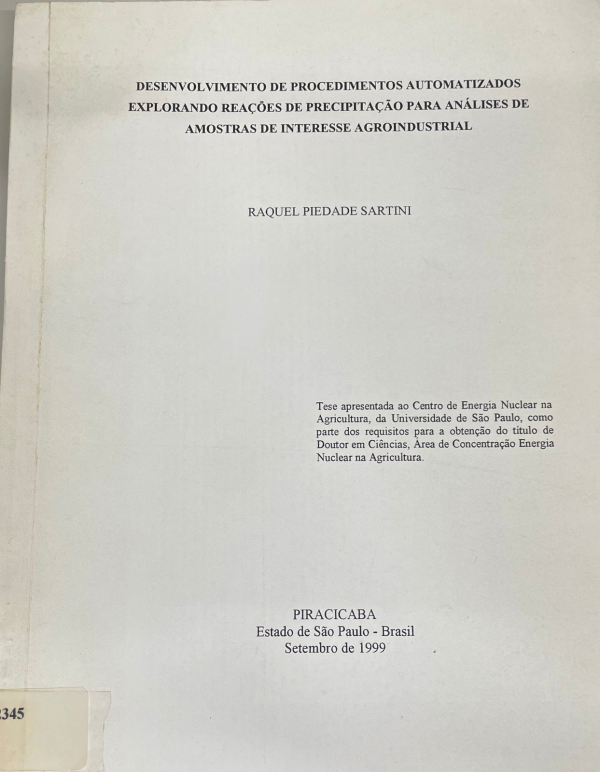 DESENVOLVIMENTO DE PROCEDIMENTOS AUTOMATIZADOS
EXPLORANDO REAÇÕES DE PRECIPITAÇÃO PARA ANÁLISES DE
AMOSTRAS DE INTERESSE AGROINDUSTRIAL
RAQUEL PIEDADE SARTINI
Tese apresentada ao Centro de Energia Nuclear na
Agricultura, da Universidade de São Paulo, como
parte dos requisitos para a obtenção do título de
Doutor em Ciências, Área de Concentração Energia
Nuclear na Agricultura.
PIRACICABA
Estado de São Paulo - Brasil
Setembro de 1999
2345